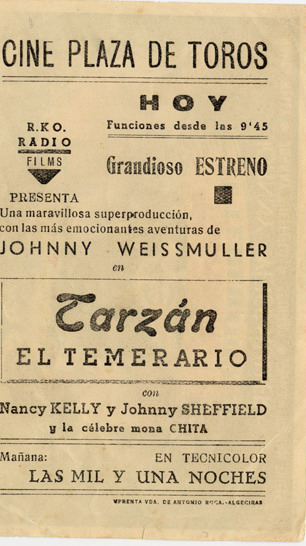 CINE PLAZA DE TOROS
HOY
Funciones desde las 9'45
R.K.O.
RADIO
FILMS
Grandioso ESTRENO
PRESENTA
Una maravillosa superproducción,
con las más emocionantes aventuras de
JOHNNY WEISSMULLER
en
Tarzán
EL TEMERARIO
con
Nancy KELLY y Johnny SHEFFIELD
y la célebre mona CHITA
Mañana: EN TECNICOLOR
LAS MIL Y UNA NOCHES
MPRENTA VDA. DE ANTONIO ROCA.-ALGECIRAS